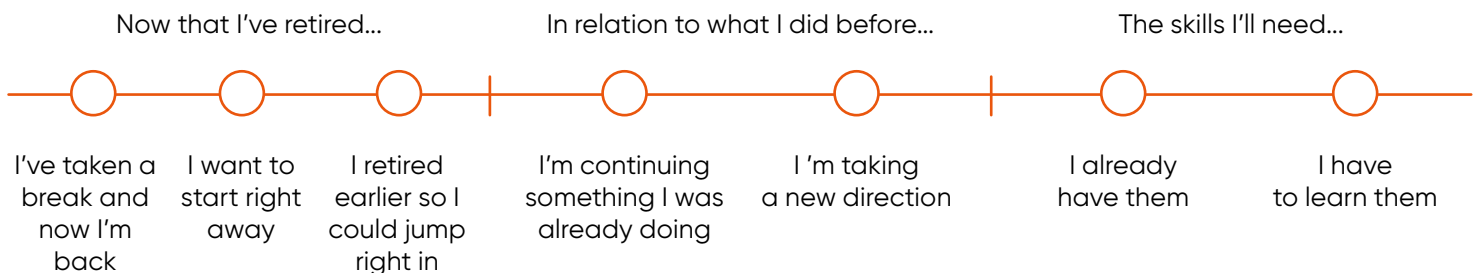 Now that I've retired...
I've taken a
break and
now I'm
back
I want to
start right
away
I retired
earlier so I
could jump
right in
In relation to what I did before...
I'm continuing
something I was
already doing
I 'm taking
a new direction
The skills I'll need...
I already
have them
I have
to learn them